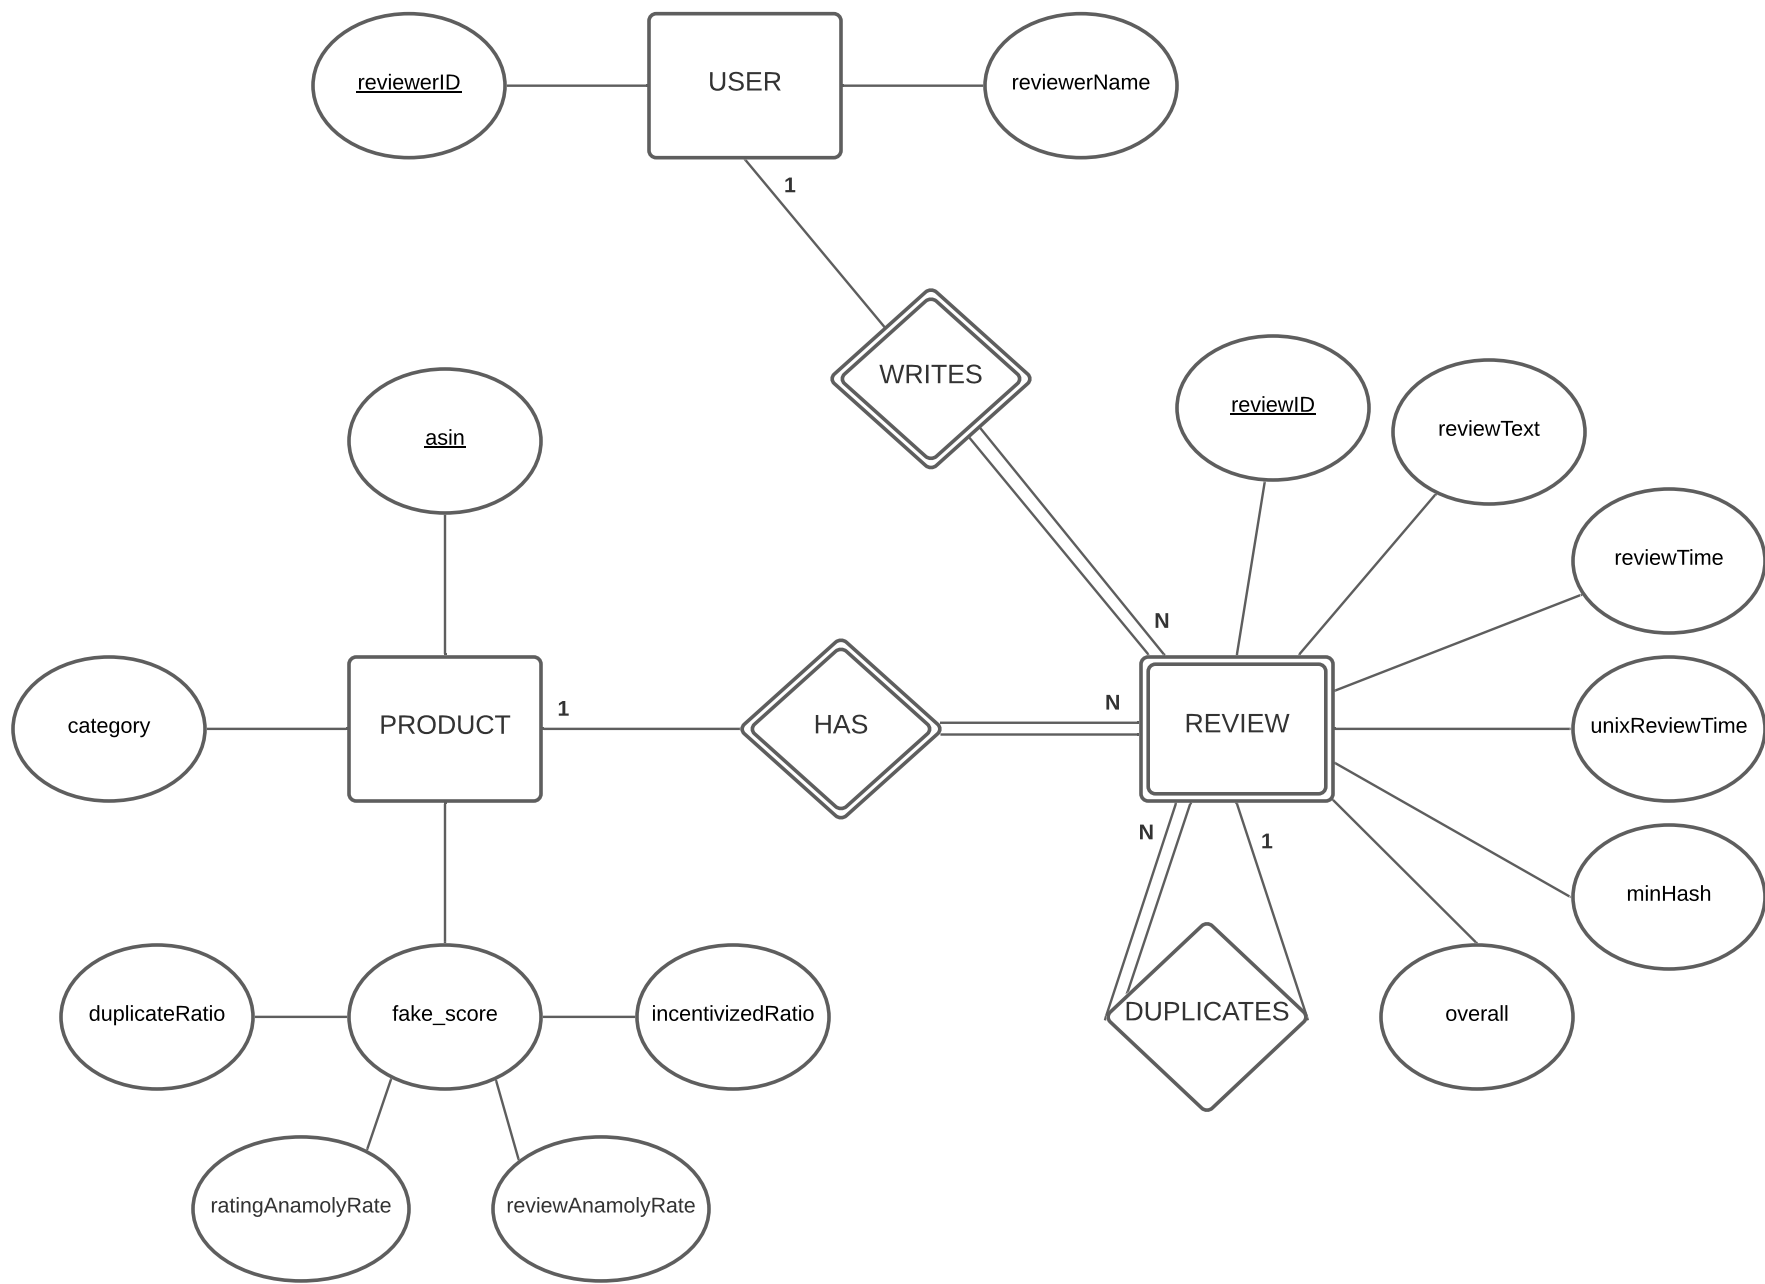 reviewerID
USER
reviewerName
1
WRITES
reviewID
reviewText
asin
reviewTime
N
category
PRODUCT
1
HAS
N
REVIEW
unixReviewTime
N
1
minHash
duplicateRatio
fake_score
incentivizedRatio
DUPLICATES
overall
ratingAnamolyRate
reviewAnamolyRate